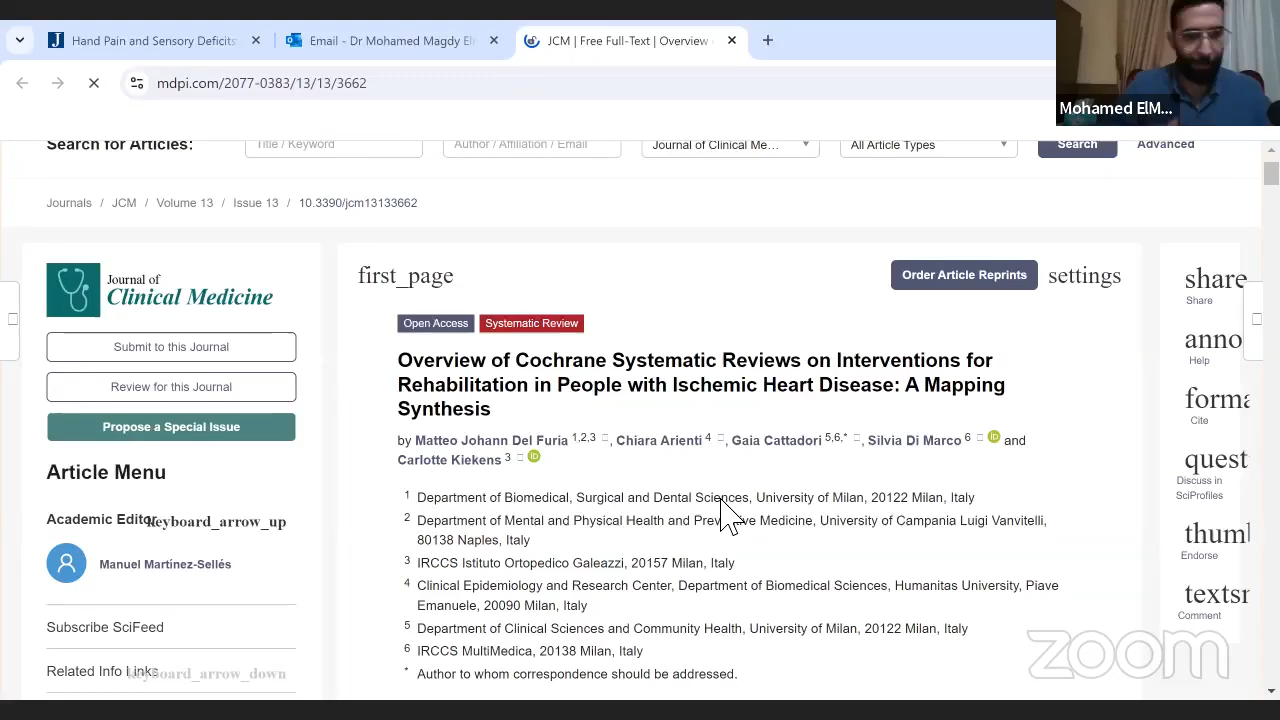 Hand Pain and Sensory Deficits
Email - Dr Mohamed Magdy El
JCM | Free Full-Text | Overview
mdpi.com/2077-0383/13/13/3662
Mohamed ElM...
Search for Articles:
Title / Keyword
Author / Affiliation / Email
Journal of Clinical Me...
All Article Types
Search
Advanced
Journals / JCM / Volume 13 / Issue 13 / 10.3390/jcm13133662
Journal of
Clinical Medicine
Submit to this Journal
Review for this Journal
Propose a Special Issue
Article Menu
Academic Editor
keyboard_arrow_up
Manuel Martínez-Sellés
Subscribe SciFeed
Related Info Links
keyboard_arrow_down
first_page
Order Article Reprints
settings
Open Access
Systematic Review
Overview of Cochrane Systematic Reviews on Interventions for
Rehabilitation in People with Ischemic Heart Disease: A Mapping
Synthesis
by Matteo Johann Del Furia 1,2,3, Chiara Arienti 4, Gaia Cattadori 5,6,*, Silvia Di Marco 6 iD and
Carlotte Kiekens 3 iD
1 Department of Biomedical, Surgical and Dental Sciences, University of Milan, 20122 Milan, Italy
2 Department of Mental and Physical Health and Preventive Medicine, University of Campania Luigi Vanvitelli,
80138 Naples, Italy
3 IRCCS Istituto Ortopedico Galeazzi, 20157 Milan, Italy
4 Clinical Epidemiology and Research Center, Department of Biomedical Sciences, Humanitas University, Pieve
Emanuele, 20090 Milan, Italy
5 Department of Clinical Sciences and Community Health, University of Milan, 20122 Milan, Italy
6 IRCCS MultiMedica, 20138 Milan, Italy
* Author to whom correspondence should be addressed.
share
Share
anno
Help
forma
Cite
quest
Discuss in
SciProfiles
thumb
Endorse
textsm
Comment
zoom